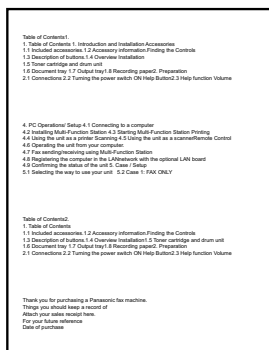 Table of Contents1.
1. Table of Contents 1. Introduction and Installation Accessories
1.1 Included accessories.1.2 Accessory information.Finding the Controls
1.3 Description of buttons.1.4 Overview Installation
1.5 Toner cartridge and drum unit
1.6 Document tray 1.7 Output tray1.8 Recording paper2. Preparation
2.1 Connections 2.2 Turning the power switch ON Help Button2.3 Help function Volume
4. PC Operations/ Setup 4.1 Connecting to a computer
4.2 Installing Multi-Function Station 4.3 Starting Multi-Function Station Printing
4.4 Using the unit as a printer Scanning 4.5 Using the unit as a scannerRemote Control
4.6 Operating the unit from your computer.
4.7 Fax sending/receiving using Multi-Function Station
4.8 Registering the computer in the LANnetwork with the optional LAN board
4.9 Confirming the status of the unit 5. Case / Setup
5.1 Selecting the way to use your unit 5.2 Case 1: FAX ONLY
Table of Contents2.
1. Table of Contents
1.1 Included accessories.1.2 Accessory information.Finding the Controls
1.3 Description of buttons.1.4 Overview Installation1.5 Toner cartridge and drum unit
1.6 Document tray 1.7 Output tray1.8 Recording paper2. Preparation
2.1 Connections 2.2 Turning the power switch ON Help Button2.3 Help function Volume
Thank you for purchasing a Panasonic fax machine.
Things you should keep a record of
Attach your sales receipt here.
For your future reference
Date of purchase